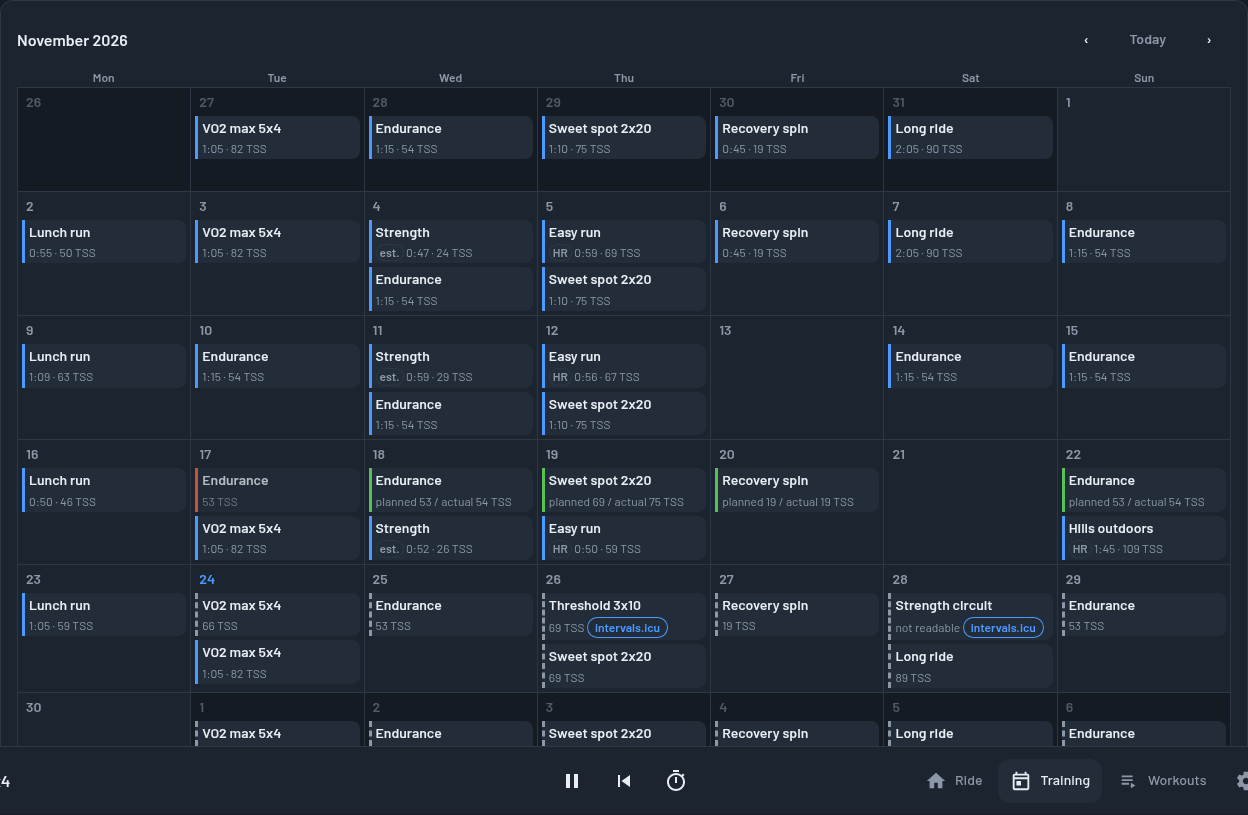 November 2026
‹ Today ›
Mon Tue Wed Thu Fri Sat Sun
26 27 28 29 30 31 1
VO2 max 5x4 Endurance Sweet spot 2x20 Recovery spin Long ride
1:05 · 82 TSS 1:15 · 54 TSS 1:10 · 75 TSS 0:45 · 19 TSS 2:05 · 90 TSS
2 3 4 5 6 7 8
Lunch run VO2 max 5x4 Strength Easy run Recovery spin Long ride Endurance
0:55 · 50 TSS 1:05 · 82 TSS est. 0:47 · 24 TSS HR 0:59 · 69 TSS 0:45 · 19 TSS 2:05 · 90 TSS 1:15 · 54 TSS
Endurance Sweet spot 2x20
1:15 · 54 TSS 1:10 · 75 TSS
9 10 11 12 13 14 15
Lunch run Endurance Strength Easy run Endurance Endurance
1:09 · 63 TSS 1:15 · 54 TSS est. 0:59 · 29 TSS HR 0:56 · 67 TSS 1:15 · 54 TSS 1:15 · 54 TSS
Endurance Sweet spot 2x20
1:15 · 54 TSS 1:10 · 75 TSS
16 17 18 19 20 21 22
Lunch run Endurance Endurance Sweet spot 2x20 Recovery spin Endurance
0:50 · 46 TSS 53 TSS planned 53 / actual 54 TSS planned 69 / actual 75 TSS planned 19 / actual 19 TSS planned 53 / actual 54 TSS
VO2 max 5x4 Strength Easy run Hills outdoors
1:05 · 82 TSS est. 0:52 · 26 TSS HR 0:50 · 59 TSS HR 1:45 · 109 TSS
23 24 25 26 27 28 29
Lunch run VO2 max 5x4 Endurance Threshold 3x10 Recovery spin Strength circuit Endurance
1:05 · 59 TSS 66 TSS 53 TSS 69 TSS intervals.icu 19 TSS not readable intervals.icu 53 TSS
VO2 max 5x4 Sweet spot 2x20 Long ride
1:05 · 82 TSS 69 TSS 89 TSS
30 1 2 3 4 5 6
VO2 max 5x4 Endurance Sweet spot 2x20 Recovery spin Long ride Endurance
4 Ride Training Workouts